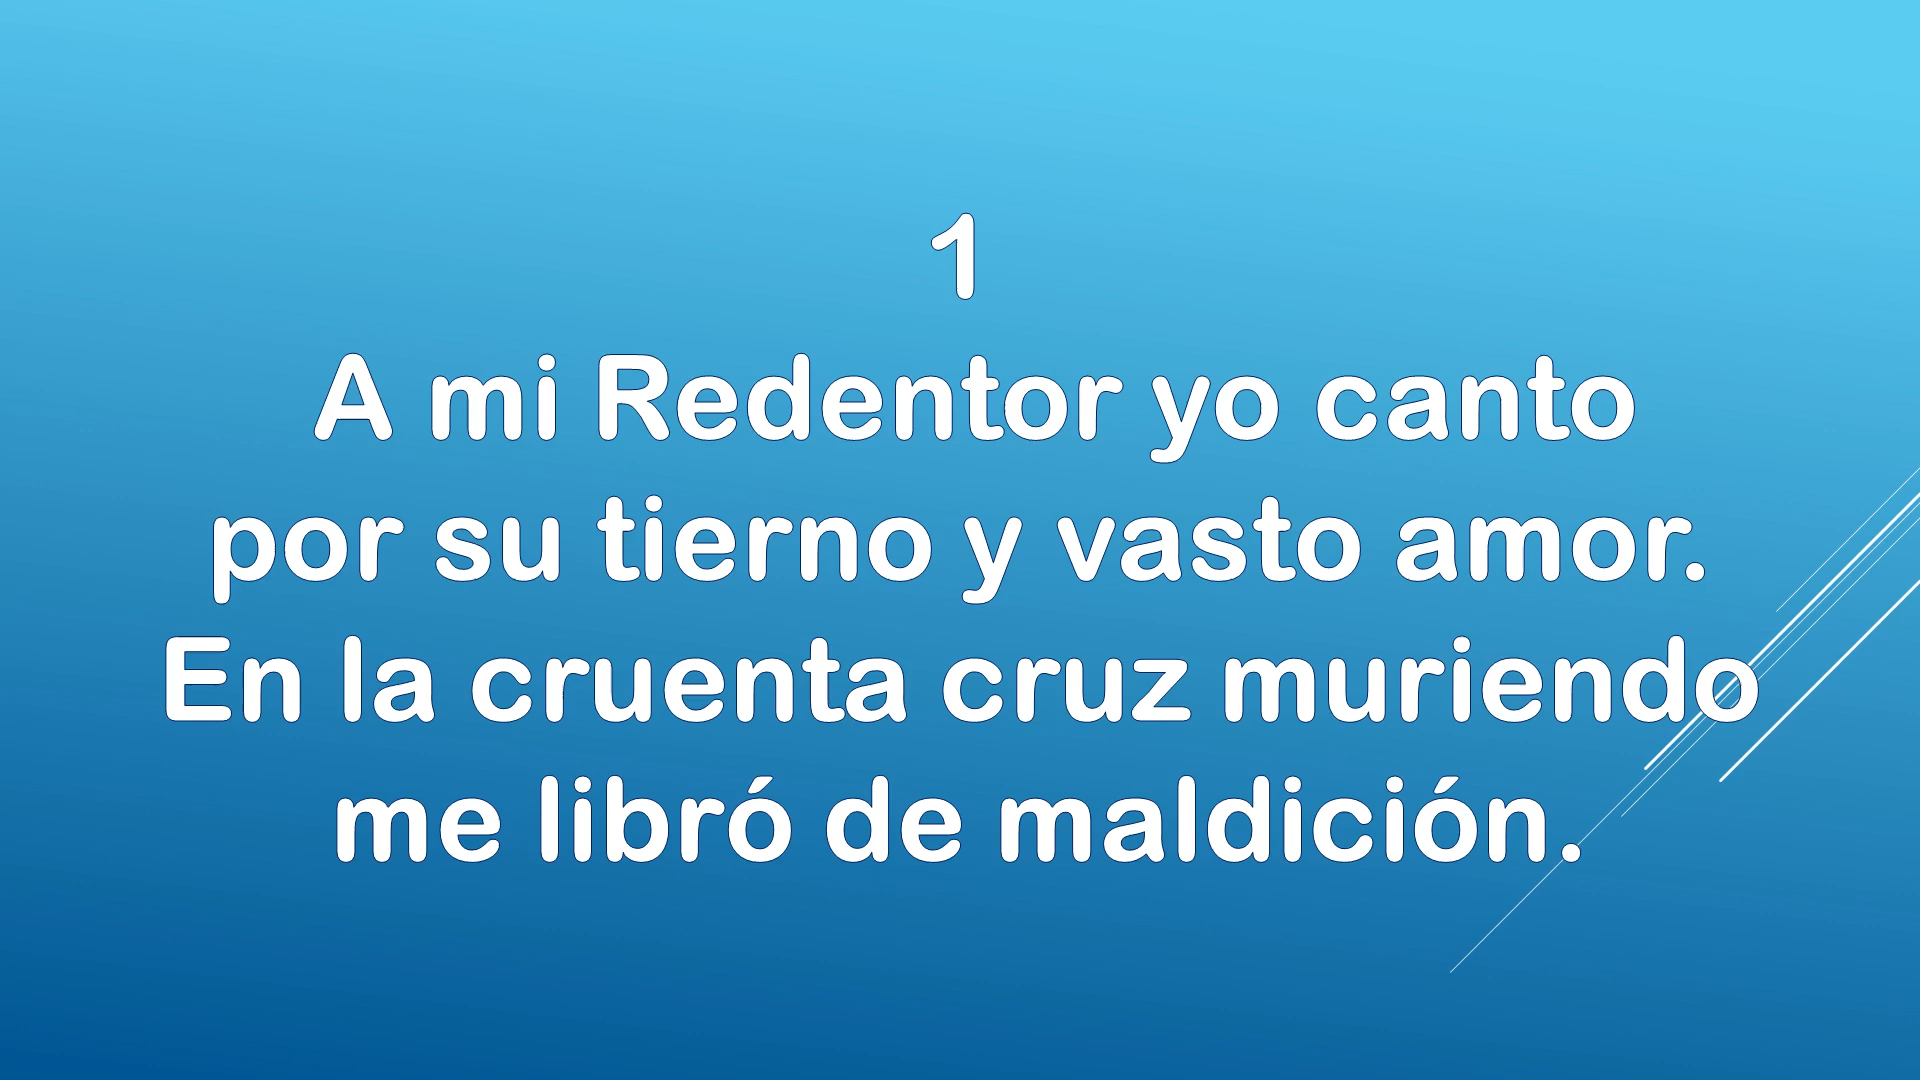 1
A mi Redentor yo canto
por su tierno y vasto amor.
En la cruenta cruz muriendo
me libró de maldición.